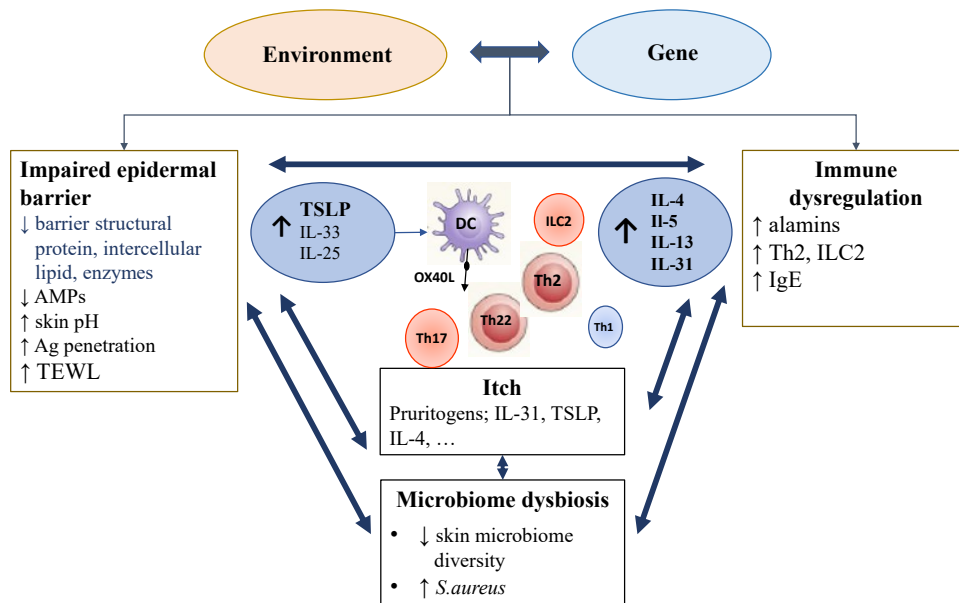 Environment
Gene
Impaired epidermal
barrier
↓ barrier structural
protein, intercellular
lipid, enzymes
↓ AMPs
↑ skin pH
↑ Ag penetration
↑ TEWL
↑ TSLP
IL-33
IL-25
DC
OX40L
ILC2
Th2
Th22
Th17
Th1
↑ IL-4
Il-5
IL-13
IL-31
Immune
dysregulation
↑ alamins
↑ Th2, ILC2
↑ IgE
Itch
Pruritogens; IL-31, TSLP,
IL-4, …
Microbiome dysbiosis
• ↓ skin microbiome
diversity
• ↑ S.aureus